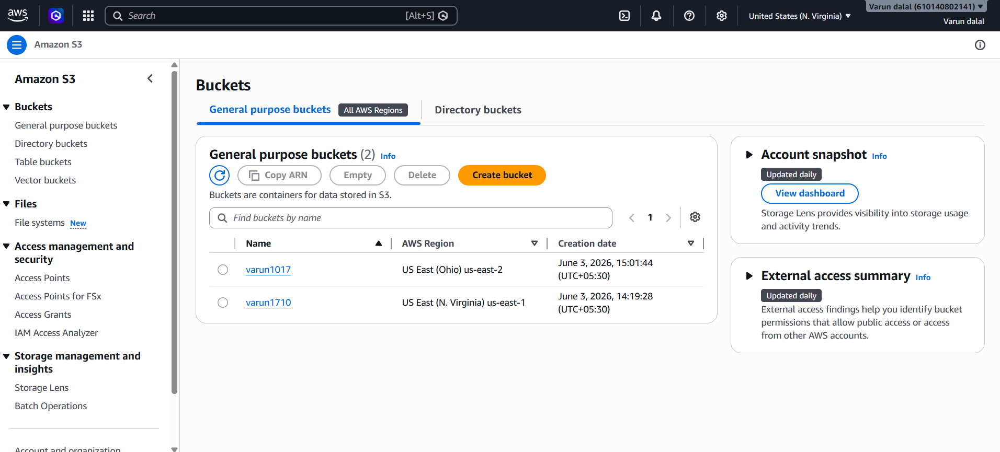 aws
Search [Alt+S]
United States (N. Virginia)
Varun dalal (610140802141)
Varun dalal
Amazon S3
Amazon S3
Buckets
General purpose buckets
Directory buckets
Table buckets
Vector buckets
Files
File systems New
Access management and
security
Access Points
Access Points for FSx
Access Grants
IAM Access Analyzer
Storage management and
insights
Storage Lens
Batch Operations
Account and organization
Buckets
General purpose buckets All AWS Regions
Directory buckets
General purpose buckets (2) Info
Copy ARN
Empty
Delete
Create bucket
Buckets are containers for data stored in S3.
Find buckets by name
1
Name AWS Region Creation date
varun1017 US East (Ohio) us-east-2 June 3, 2026, 15:01:44
(UTC+05:30)
varun1710 US East (N. Virginia) us-east-1 June 3, 2026, 14:19:28
(UTC+05:30)
Account snapshot Info
Updated daily
View dashboard
Storage Lens provides visibility into storage usage
and activity trends.
External access summary Info
Updated daily
External access findings help you identify bucket
permissions that allow public access or access
from other AWS accounts.